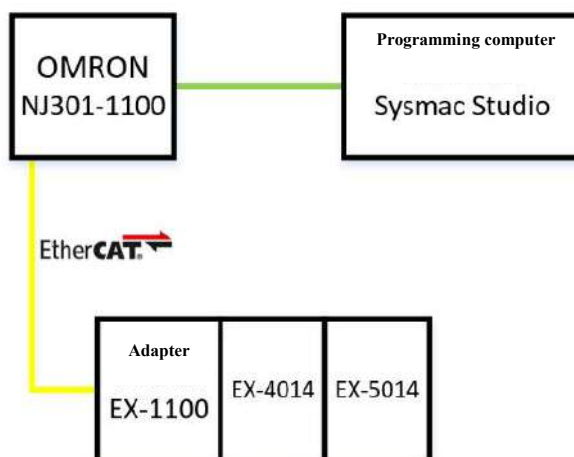 OMRON
NJ301-1100
Programming computer
Sysmac Studio
EtherCAT®
Adapter
EX-1100
EX-4014
EX-5014